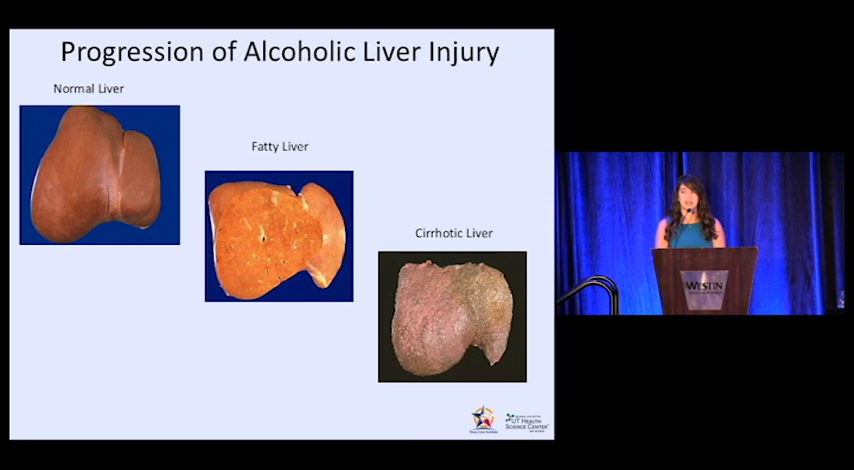 Progression of Alcoholic Liver Injury
Normal Liver
Fatty Liver
Cirrhotic Liver
UT HEALTH
SCIENCE CENTER
WESTIN